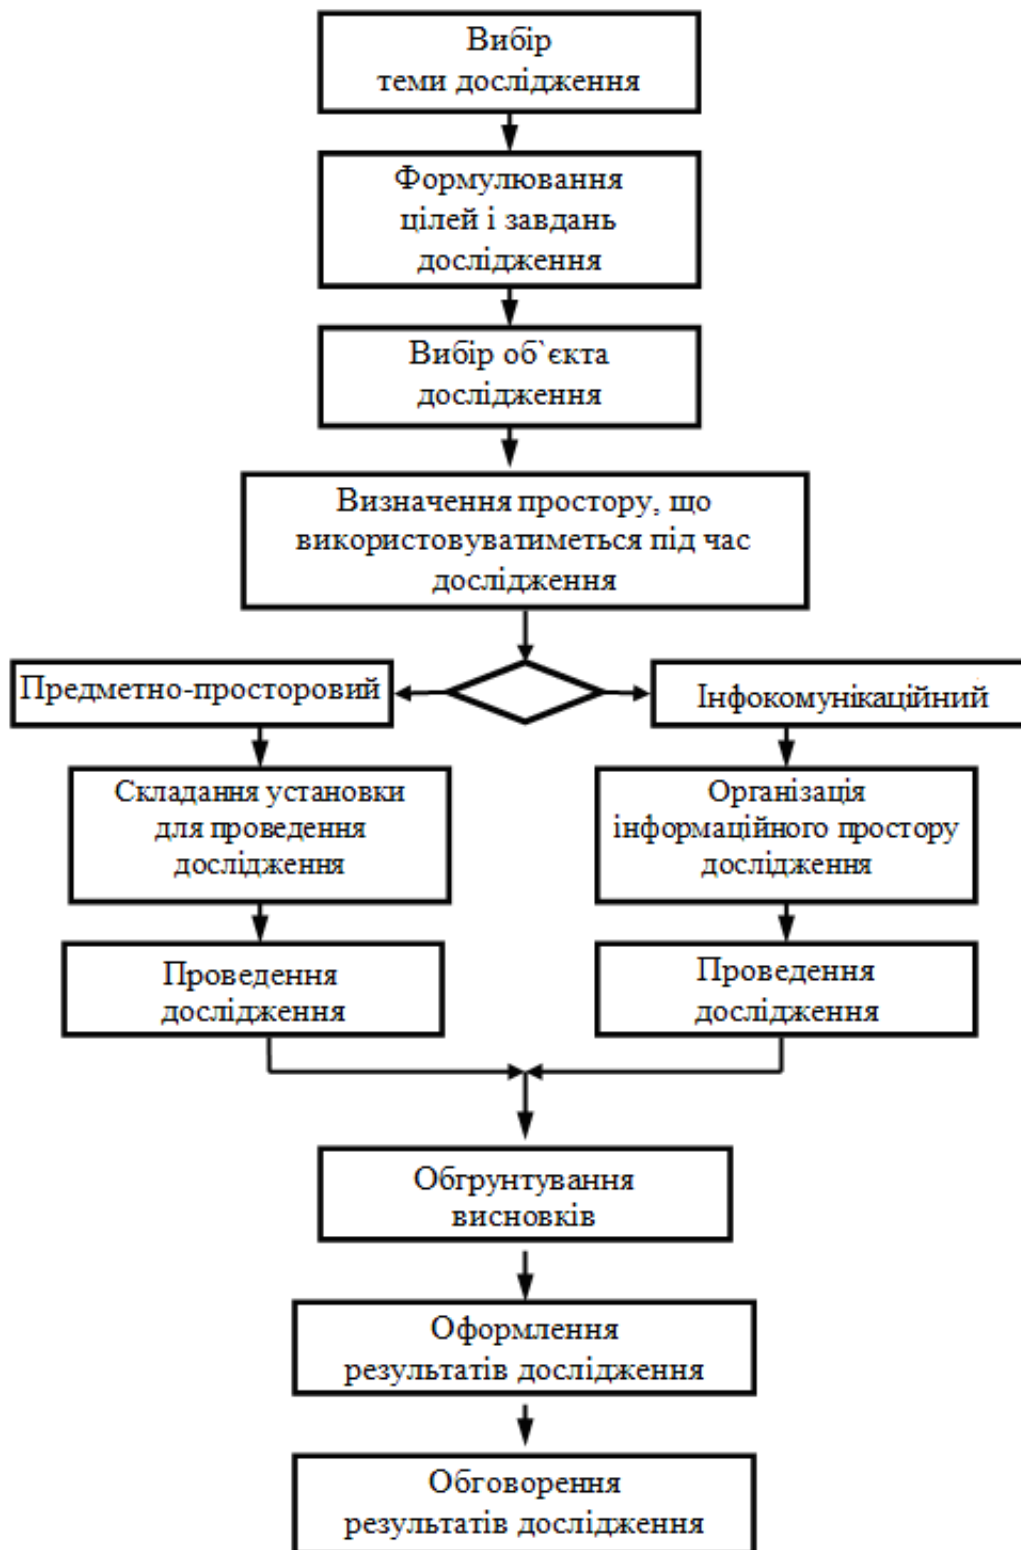 Вибір
теми дослідження
Формулювання
цілей і завдань
дослідження
Вибір об`єкта
дослідження
Визначення простору, що
використовуватиметься під час
дослідження
Предметно-просторовий
Інфокомунікаційний
Складання установки
для проведення
дослідження
Організація
інформаційного простору
дослідження
Проведення
дослідження
Проведення
дослідження
Обгрунтування
висновків
Оформлення
результатів дослідження
Обговорення
результатів дослідження